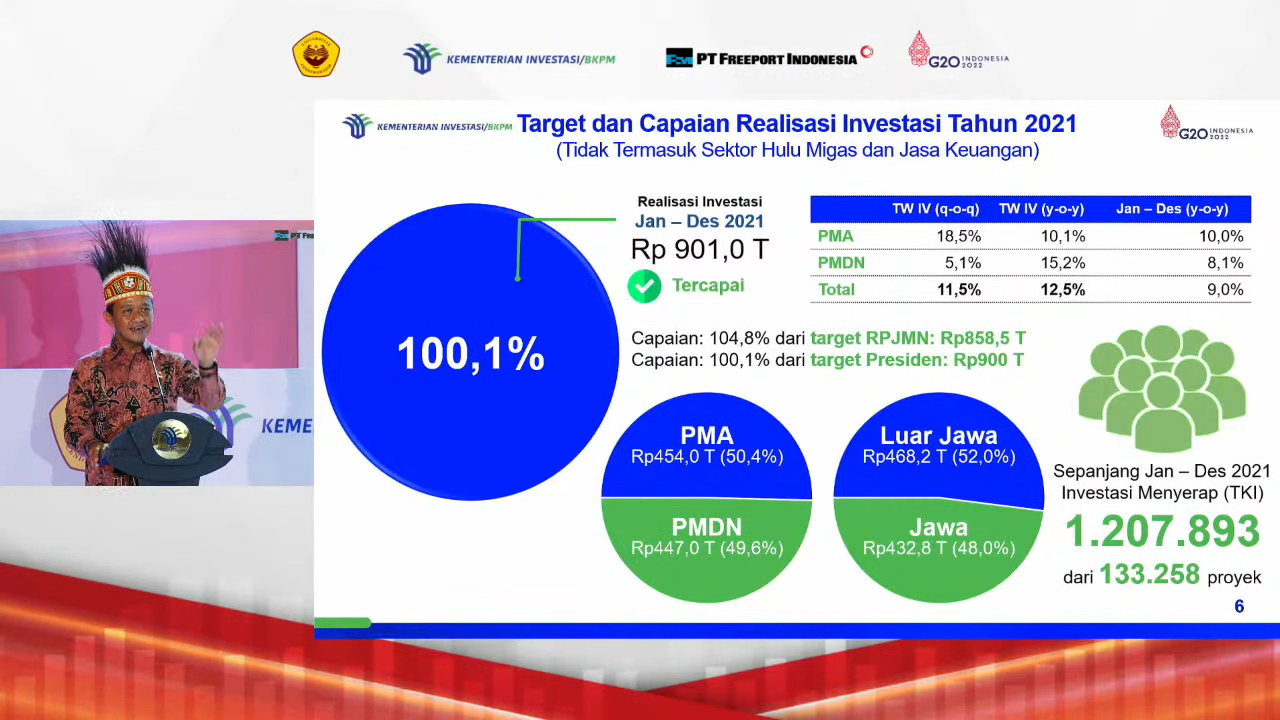 KEMENTERIAN INVESTASI/BKPM
PT FREEPORT INDONESIA
G20 INDONESIA
2022
KEMENTERIAN INVESTASI/BKPM
Target dan Capaian Realisasi Investasi Tahun 2021
(Tidak Termasuk Sektor Hulu Migas dan Jasa Keuangan)
G20 INDONESIA
2022
Realisasi Investasi
Jan – Des 2021
Rp 901,0 T
Tercapai
100,1%
TW IV (q-o-q) TW IV (y-o-y) Jan – Des (y-o-y)
PMA 18,5% 10,1% 10,0%
PMDN 5,1% 15,2% 8,1%
Total 11,5% 12,5% 9,0%
Capaian: 104,8% dari target RPJMN: Rp858,5 T
Capaian: 100,1% dari target Presiden: Rp900 T
PMA
Rp454,0 T (50,4%)
PMDN
Rp447,0 T (49,6%)
Luar Jawa
Rp468,2 T (52,0%)
Jawa
Rp432,8 T (48,0%)
Sepanjang Jan – Des 2021
Investasi Menyerap (TKI)
1.207.893
dari 133.258 proyek
6
PT FR
KEME